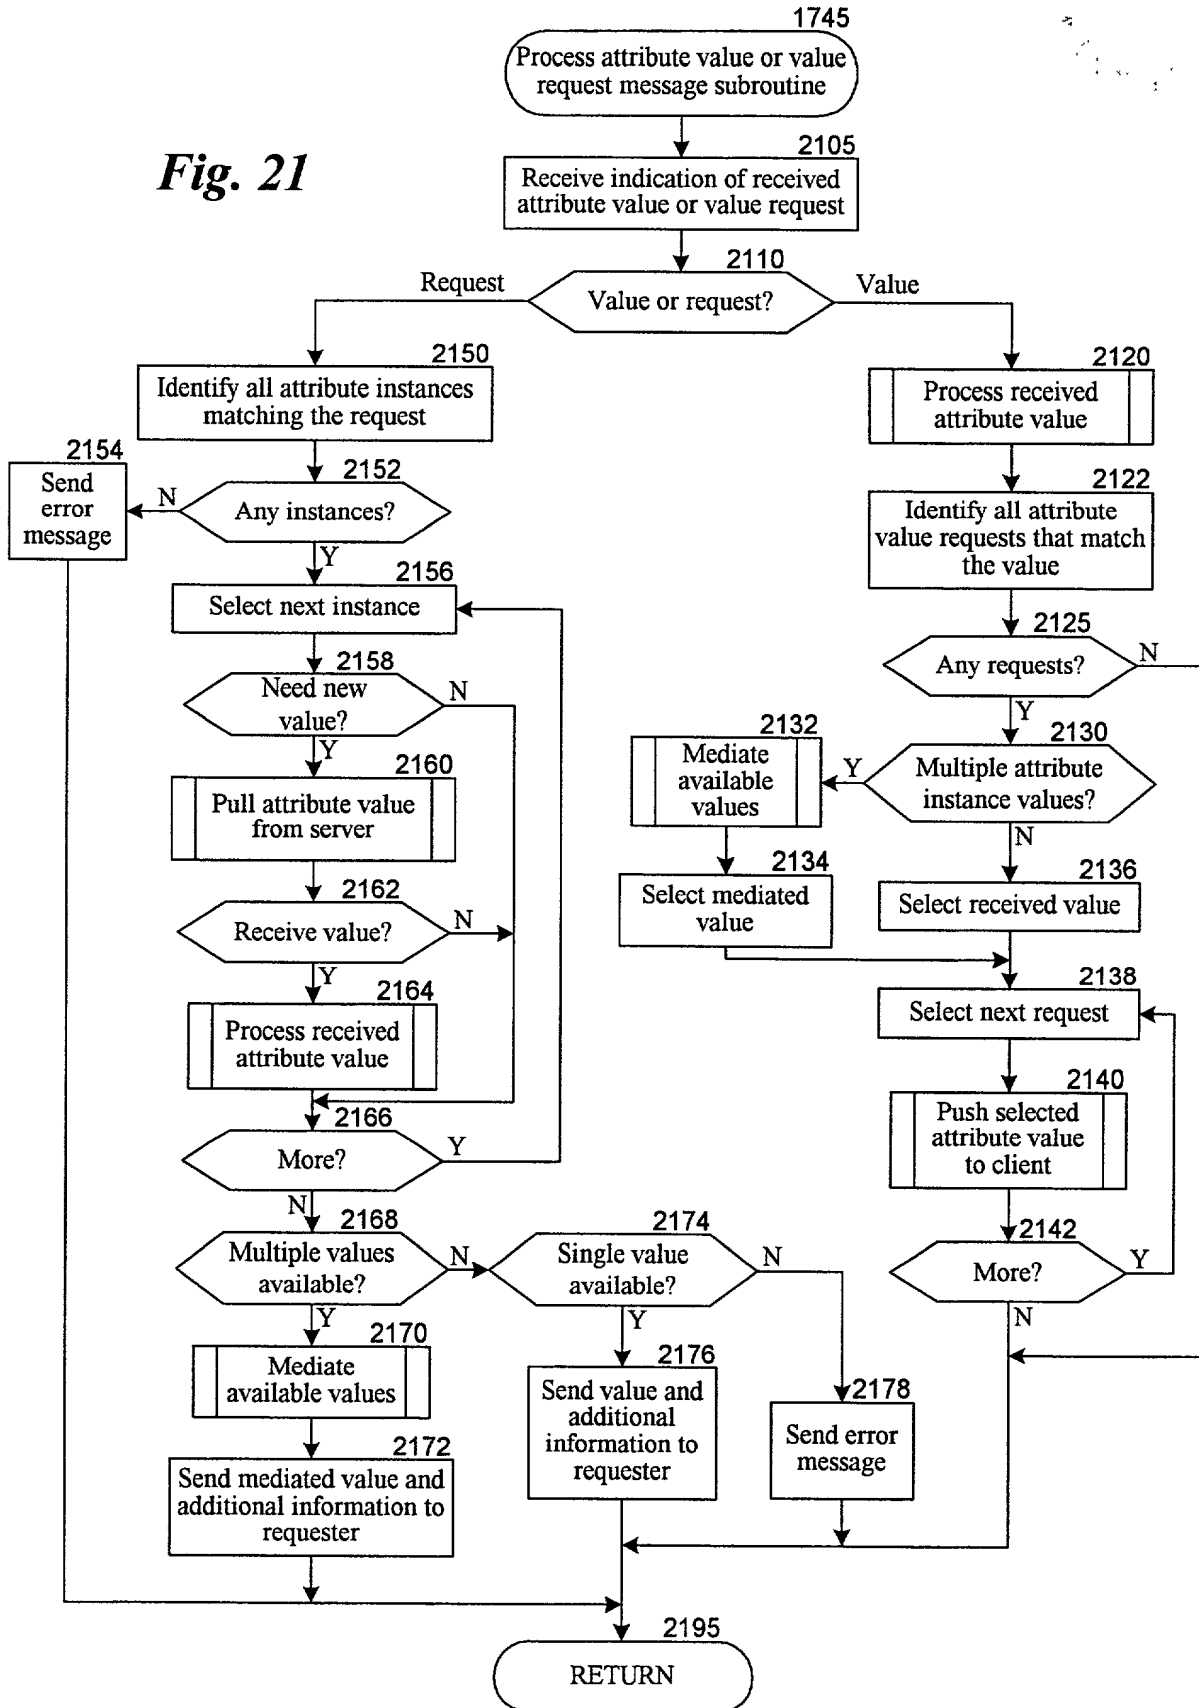 Fig. 21
1745
Process attribute value or value
request message subroutine
2105
Receive indication of received
attribute value or value request
2110
Value or request?
Request
Value
2150
Identify all attribute instances
matching the request
2152
Any instances?
N
Y
2154
Send
error
message
2156
Select next instance
2158
Need new
value?
N
Y
2160
Pull attribute value
from server
2162
Receive value?
N
Y
2164
Process received
attribute value
2166
More?
Y
N
2168
Multiple values
available?
N
Y
2170
Mediate
available values
2172
Send mediated value and
additional information to
requester
2174
Single value
available?
N
Y
2176
Send value and
additional
information to
requester
2178
Send error
message
2120
Process received
attribute value
2122
Identify all attribute
value requests that match
the value
2125
Any requests?
N
Y
2130
Multiple attribute
instance values?
Y
N
2132
Mediate
available
values
2134
Select mediated
value
2136
Select received value
2138
Select next request
2140
Push selected
attribute value
to client
2142
More?
Y
N
2195
RETURN